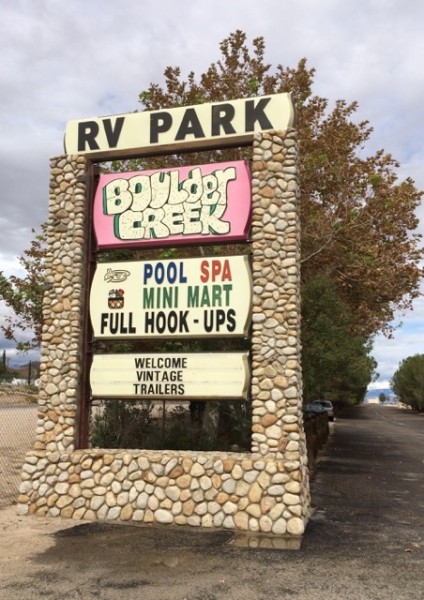 RV PARK
BOULDER
CREEK
POOL SPA
MINI MART
FULL HOOK-UPS
WELCOME
VINTAGE
TRAILERS